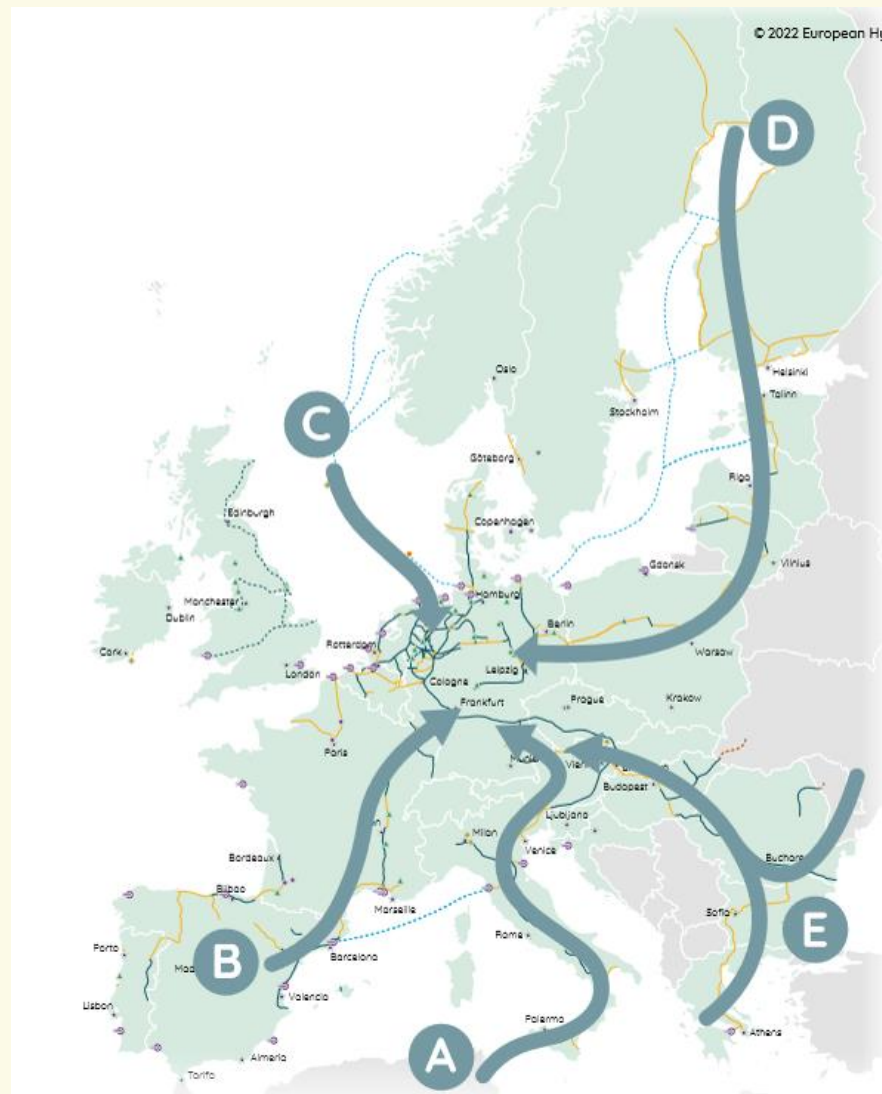 © 2022 European Hy
D
Oslo
Helsinki
Talinn
Stockholm
C
Göteborg
Riga
Edinburgh
Copenhagen
Vilnius
Gdansk
Manchester
Hamburg
Dublin
Berlin
Rotterdam
Warsaw
Cork
London
Leipzig
Cologne
Frankfurt
Prague
Krakow
Paris
Budapest
Ljubljana
Milan
Venice
Bordeaux
Buchare
Bilbao
Marseille
Sofia
E
Porto
Rome
B
Barcelona
Lisbon
Valencia
Palermo
Athens
A
Almeria
Tarifa